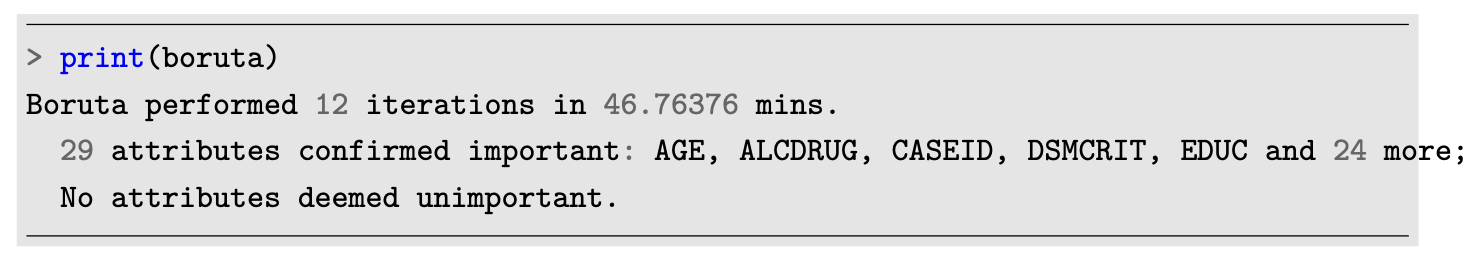 > print(boruta)
Boruta performed 12 iterations in 46.76376 mins.
29 attributes confirmed important: AGE, ALCDRUG, CASEID, DSMCRIT, EDUC and 24 more;
No attributes deemed unimportant.